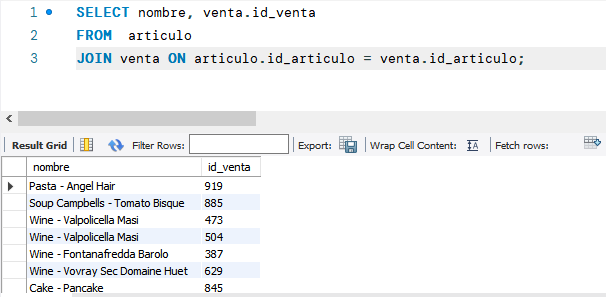 1 SELECT nombre, venta.id_venta
2 FROM articulo
3 JOIN venta ON articulo.id_articulo = venta.id_articulo;
Result Grid Filter Rows: Export: Wrap Cell Content: IA Fetch rows:
nombre id_venta
Pasta - Angel Hair 919
Soup Campbells - Tomato Bisque 885
Wine - Valpolicella Masi 473
Wine - Valpolicella Masi 504
Wine - Fontanafredda Barolo 387
Wine - Vovray Sec Domaine Huet 629
Cake - Pancake 845